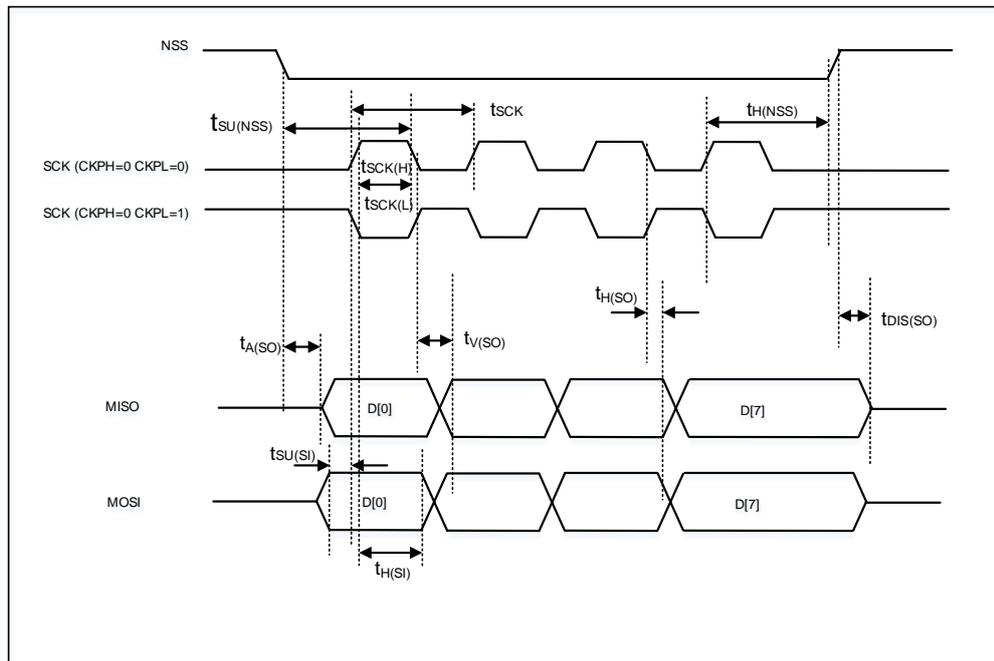 NSS
tSCK
tH(NSS)
tSU(NSS)
SCK (CKPH=0 CKPL=0)
tSCK(H)
tSCK(L)
SCK (CKPH=0 CKPL=1)
tH(SO)
tDIS(SO)
tA(SO)
tV(SO)
MISO
D[0]
D[7]
tSU(SI)
MOSI
D[0]
D[7]
tH(SI)